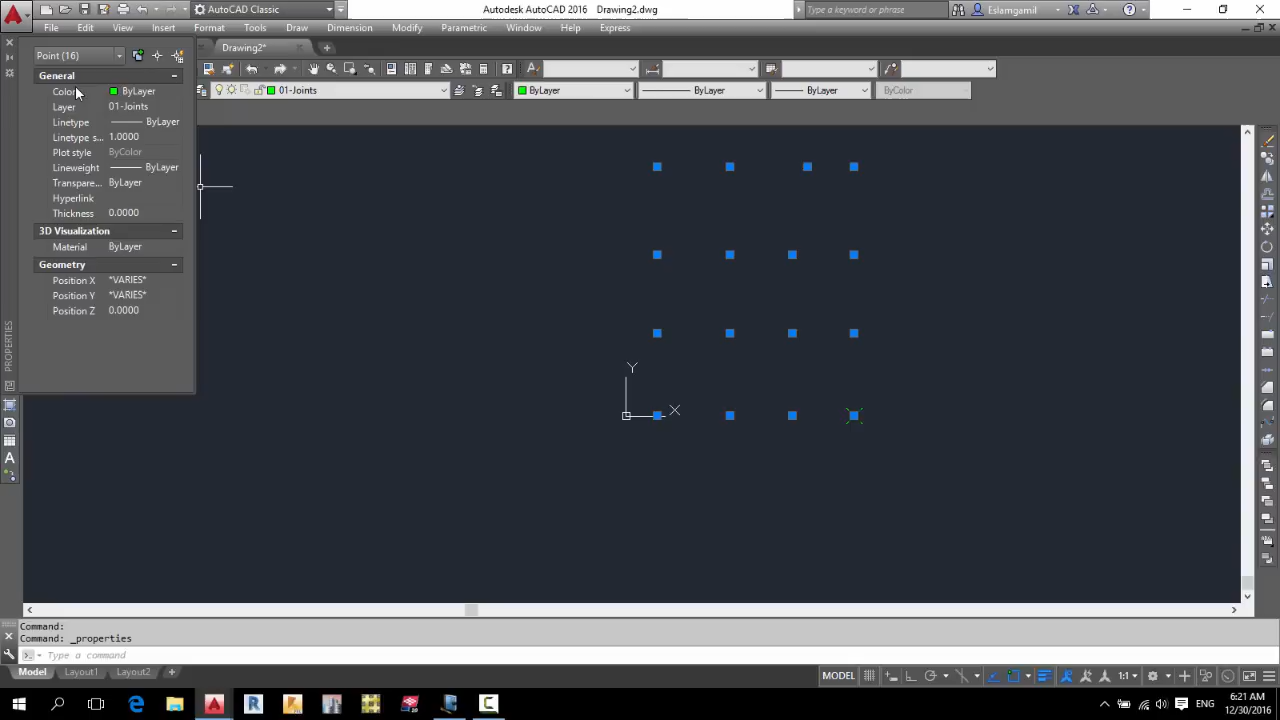 AutoCAD Classic
Autodesk AutoCAD 2016 Drawing2.dwg
Type a keyword or phrase
Eslamgamil
File Edit View Insert Format Tools Draw Dimension Modify Parametric Window Help Express
Point (16)
Drawing2*
General
Color ByLayer
Layer 01-Joints
Linetype ByLayer
Linetype s... 1.0000
Plot style ByColor
Lineweight ByLayer
Transpare... ByLayer
Hyperlink
Thickness 0.0000
3D Visualization
Material ByLayer
Geometry
Position X *VARIES*
Position Y *VARIES*
Position Z 0.0000
PROPERTIES
01-Joints
ByLayer
ByLayer
ByLayer
ByColor
Y
X
Command:
Command: _properties
Type a command
Model Layout1 Layout2
MODEL
1:1
ENG
6:21 AM
12/30/2016